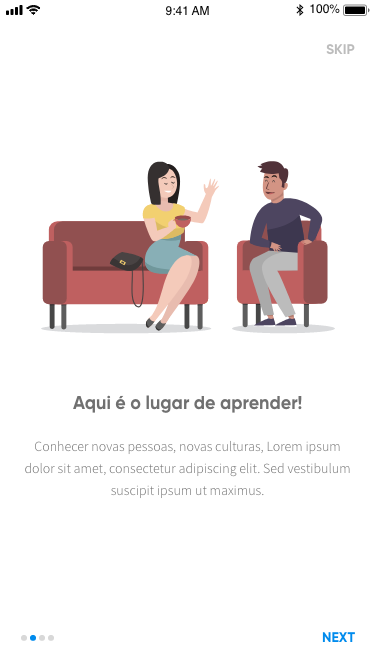 9:41 AM
100%
SKIP
Aqui é o lugar de aprender!
Conhecer novas pessoas, novas culturas, Lorem ipsum
dolor sit amet, consectetur adipiscing elit. Sed vestibulum
suscipit ipsum ut maximus.
NEXT